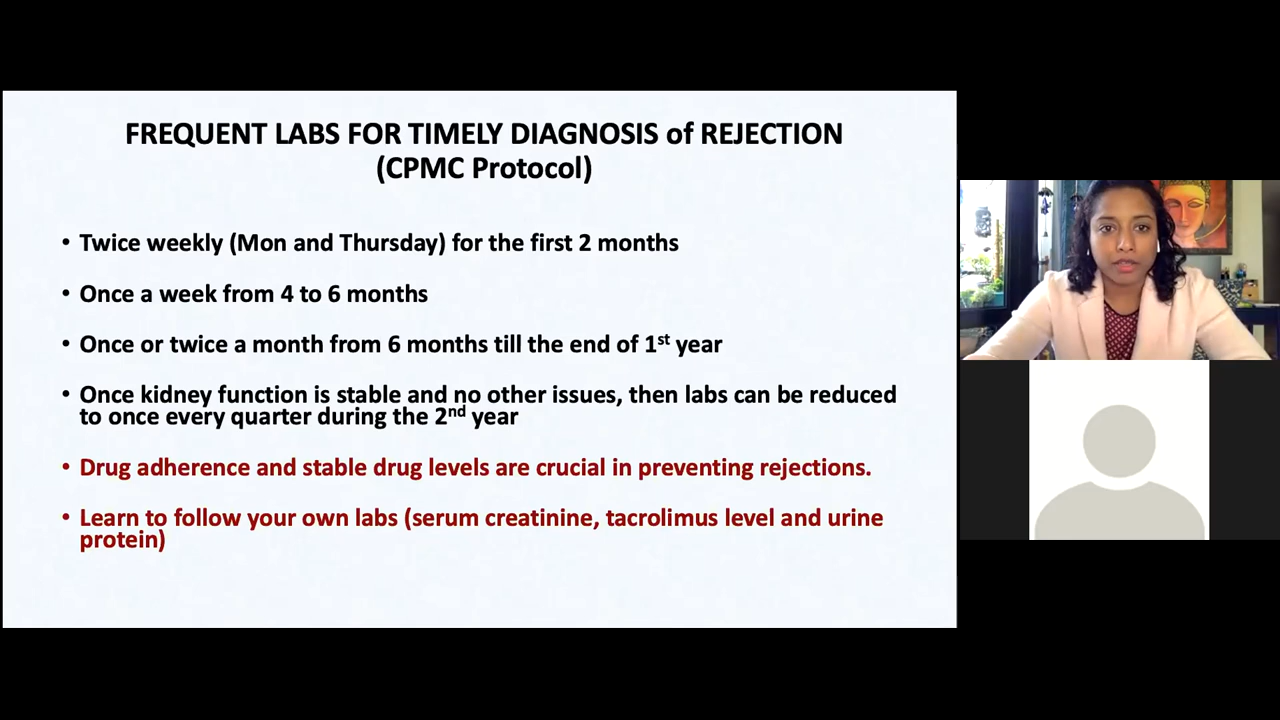 FREQUENT LABS FOR TIMELY DIAGNOSIS of REJECTION
(CPMC Protocol)
• Twice weekly (Mon and Thursday) for the first 2 months
• Once a week from 4 to 6 months
• Once or twice a month from 6 months till the end of 1st year
• Once kidney function is stable and no other issues, then labs can be reduced
to once every quarter during the 2nd year
• Drug adherence and stable drug levels are crucial in preventing rejections.
• Learn to follow your own labs (serum creatinine, tacrolimus level and urine
protein)